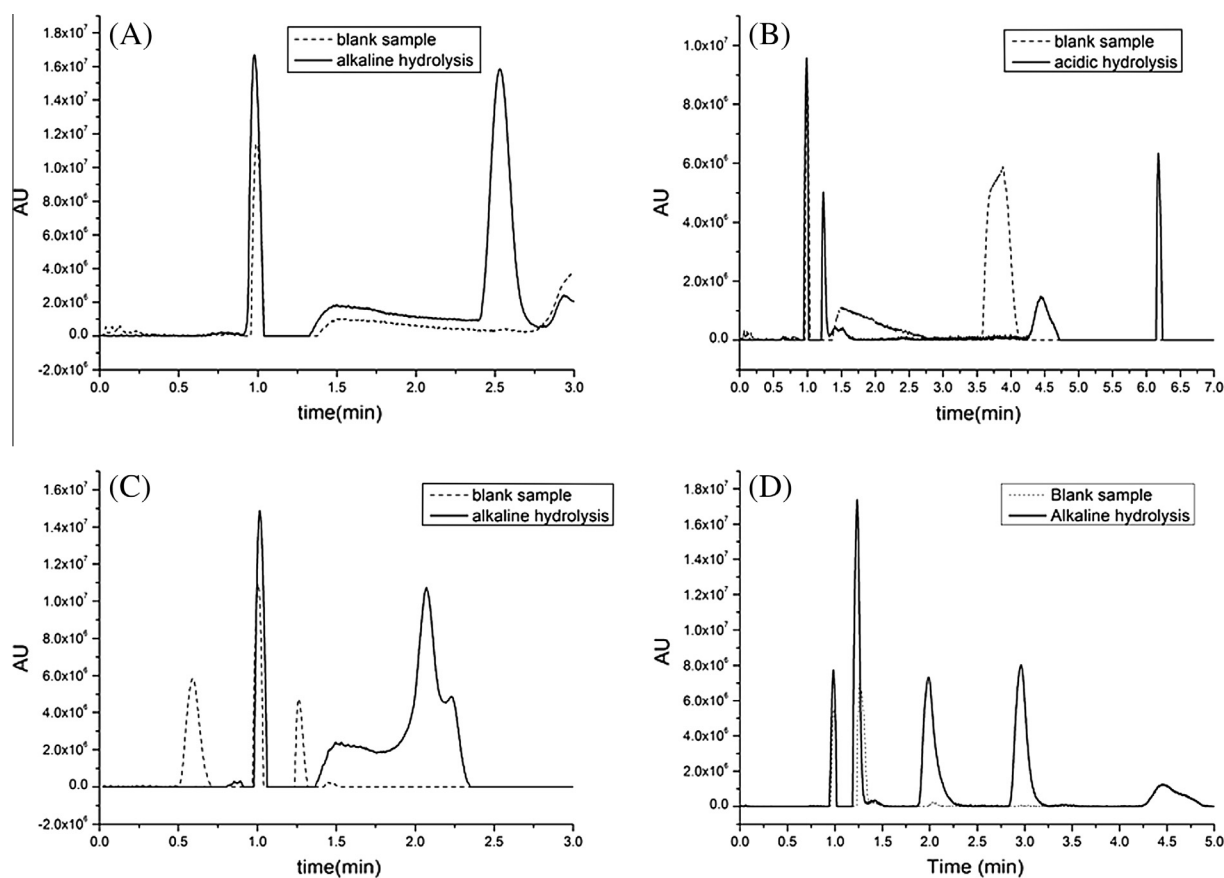 (A)
blank sample
alkaline hydrolysis
1.8x10⁷
1.6x10⁷
1.4x10⁷
1.2x10⁷
1.0x10⁷
8.0x10⁶
6.0x10⁶
4.0x10⁶
2.0x10⁶
0.0
-2.0x10⁶
AU
0.0 0.5 1.0 1.5 2.0 2.5 3.0
time(min)
(B)
blank sample
acidic hydrolysis
1.0x10⁷
8.0x10⁶
6.0x10⁶
4.0x10⁶
2.0x10⁶
0.0
AU
0.0 0.5 1.0 1.5 2.0 2.5 3.0 3.5 4.0 4.5 5.0 5.5 6.0 6.5 7.0
time(min)
(C)
blank sample
alkaline hydrolysis
1.6x10⁷
1.4x10⁷
1.2x10⁷
1.0x10⁷
8.0x10⁶
6.0x10⁶
4.0x10⁶
2.0x10⁶
0.0
-2.0x10⁶
AU
0.0 0.5 1.0 1.5 2.0 2.5 3.0
time(min)
(D)
Blank sample
Alkaline hydrolysis
1.8x10⁷
1.6x10⁷
1.4x10⁷
1.2x10⁷
1.0x10⁷
8.0x10⁶
6.0x10⁶
4.0x10⁶
2.0x10⁶
0.0
AU
0.0 0.5 1.0 1.5 2.0 2.5 3.0 3.5 4.0 4.5 5.0
Time (min)